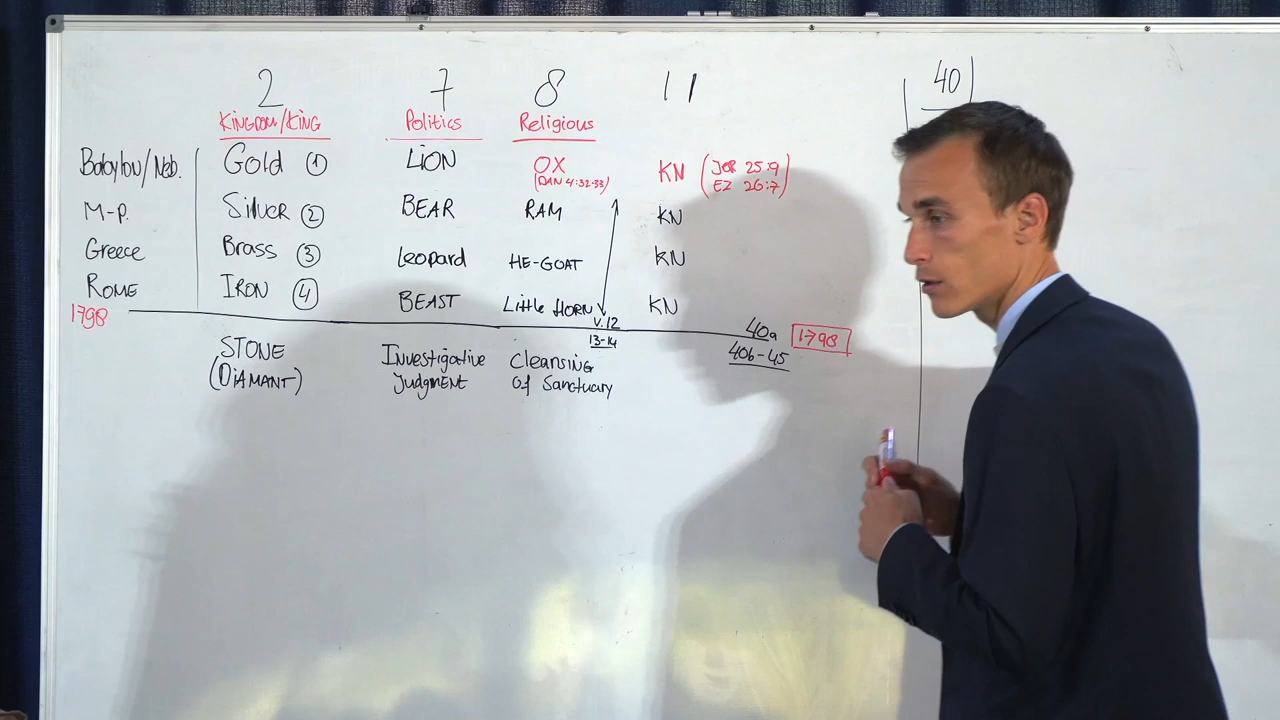 2 7 8 11 40
Kingdom/King Politics Religious
Babylon/Neb. Gold ① LION OX KN (JER 25:9
(DAN 4:32-33) EZ 26:7)
M-P. Silver ② BEAR RAM KN
Greece Brass ③ Leopard HE-GOAT KN
ROME IRON ④ BEAST Little HORN KN
1798 v.12 40a 1798
13-14 40b-45
STONE Investigative Cleansing
(DiAMANT) Judgment of Sanctuary